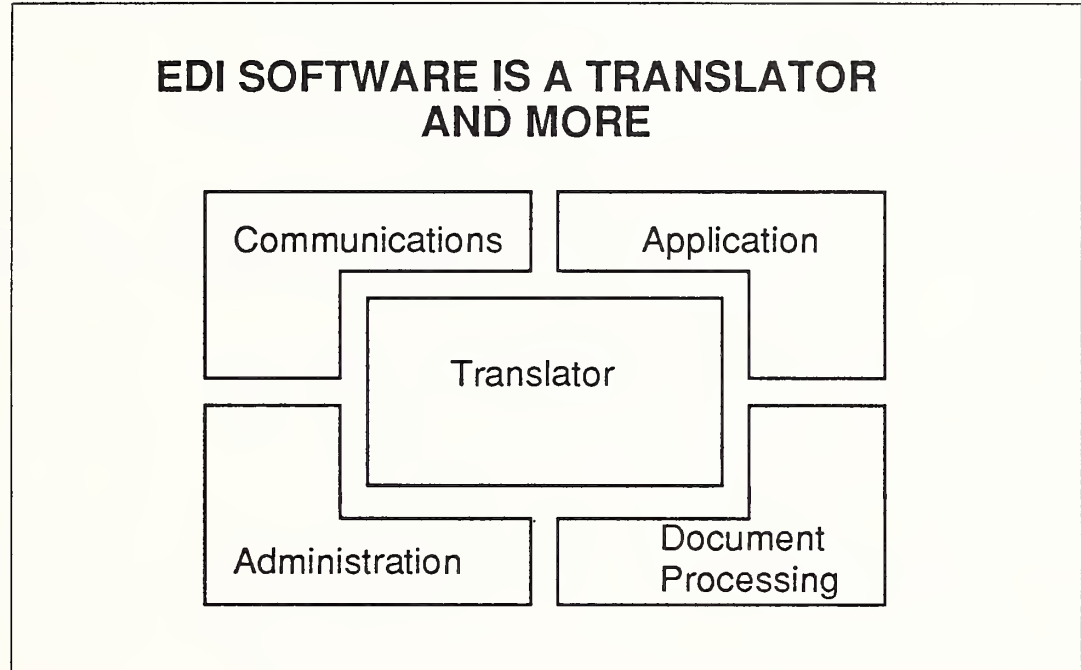 EDI SOFTWARE IS A TRANSLATOR
AND MORE
Communications
Application
Translator
Administration
Document
Processing